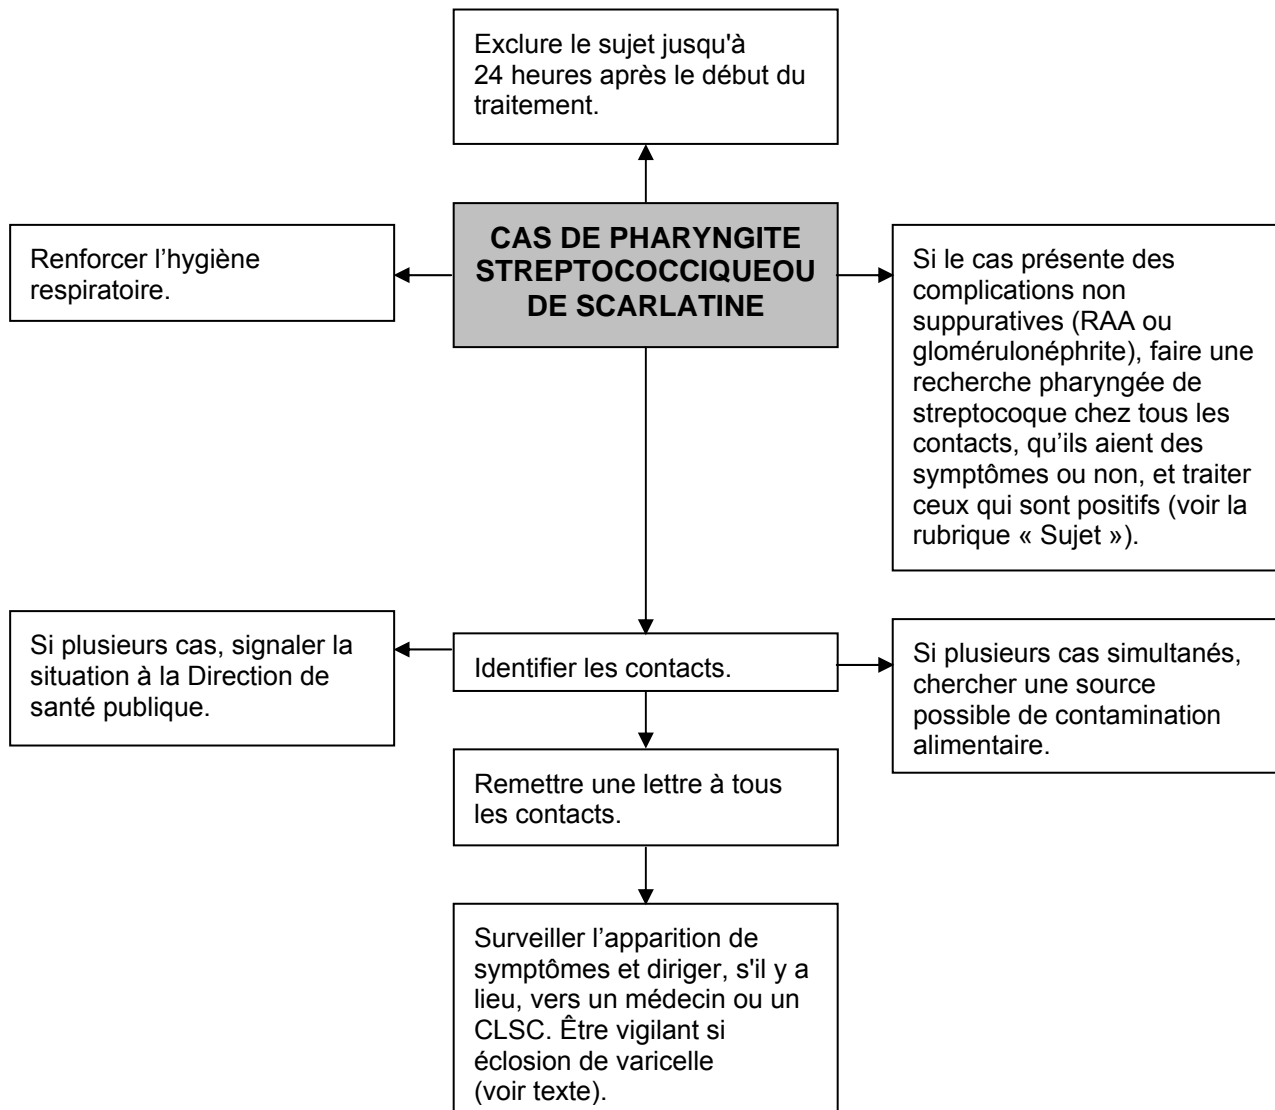 Exclure le sujet jusqu'à
24 heures après le début du
traitement.
CAS DE PHARYNGITE
STREPTOCOCCIQUEOU
DE SCARLATINE
Renforcer l’hygiène
respiratoire.
Si le cas présente des
complications non
suppuratives (RAA ou
glomérulonéphrite), faire une
recherche pharyngée de
streptocoque chez tous les
contacts, qu’ils aient des
symptômes ou non, et traiter
ceux qui sont positifs (voir la
rubrique « Sujet »).
Si plusieurs cas, signaler la
situation à la Direction de
santé publique.
Identifier les contacts.
Si plusieurs cas simultanés,
chercher une source
possible de contamination
alimentaire.
Remettre une lettre à tous
les contacts.
Surveiller l’apparition de
symptômes et diriger, s'il y a
lieu, vers un médecin ou un
CLSC. Être vigilant si
éclosion de varicelle
(voir texte).